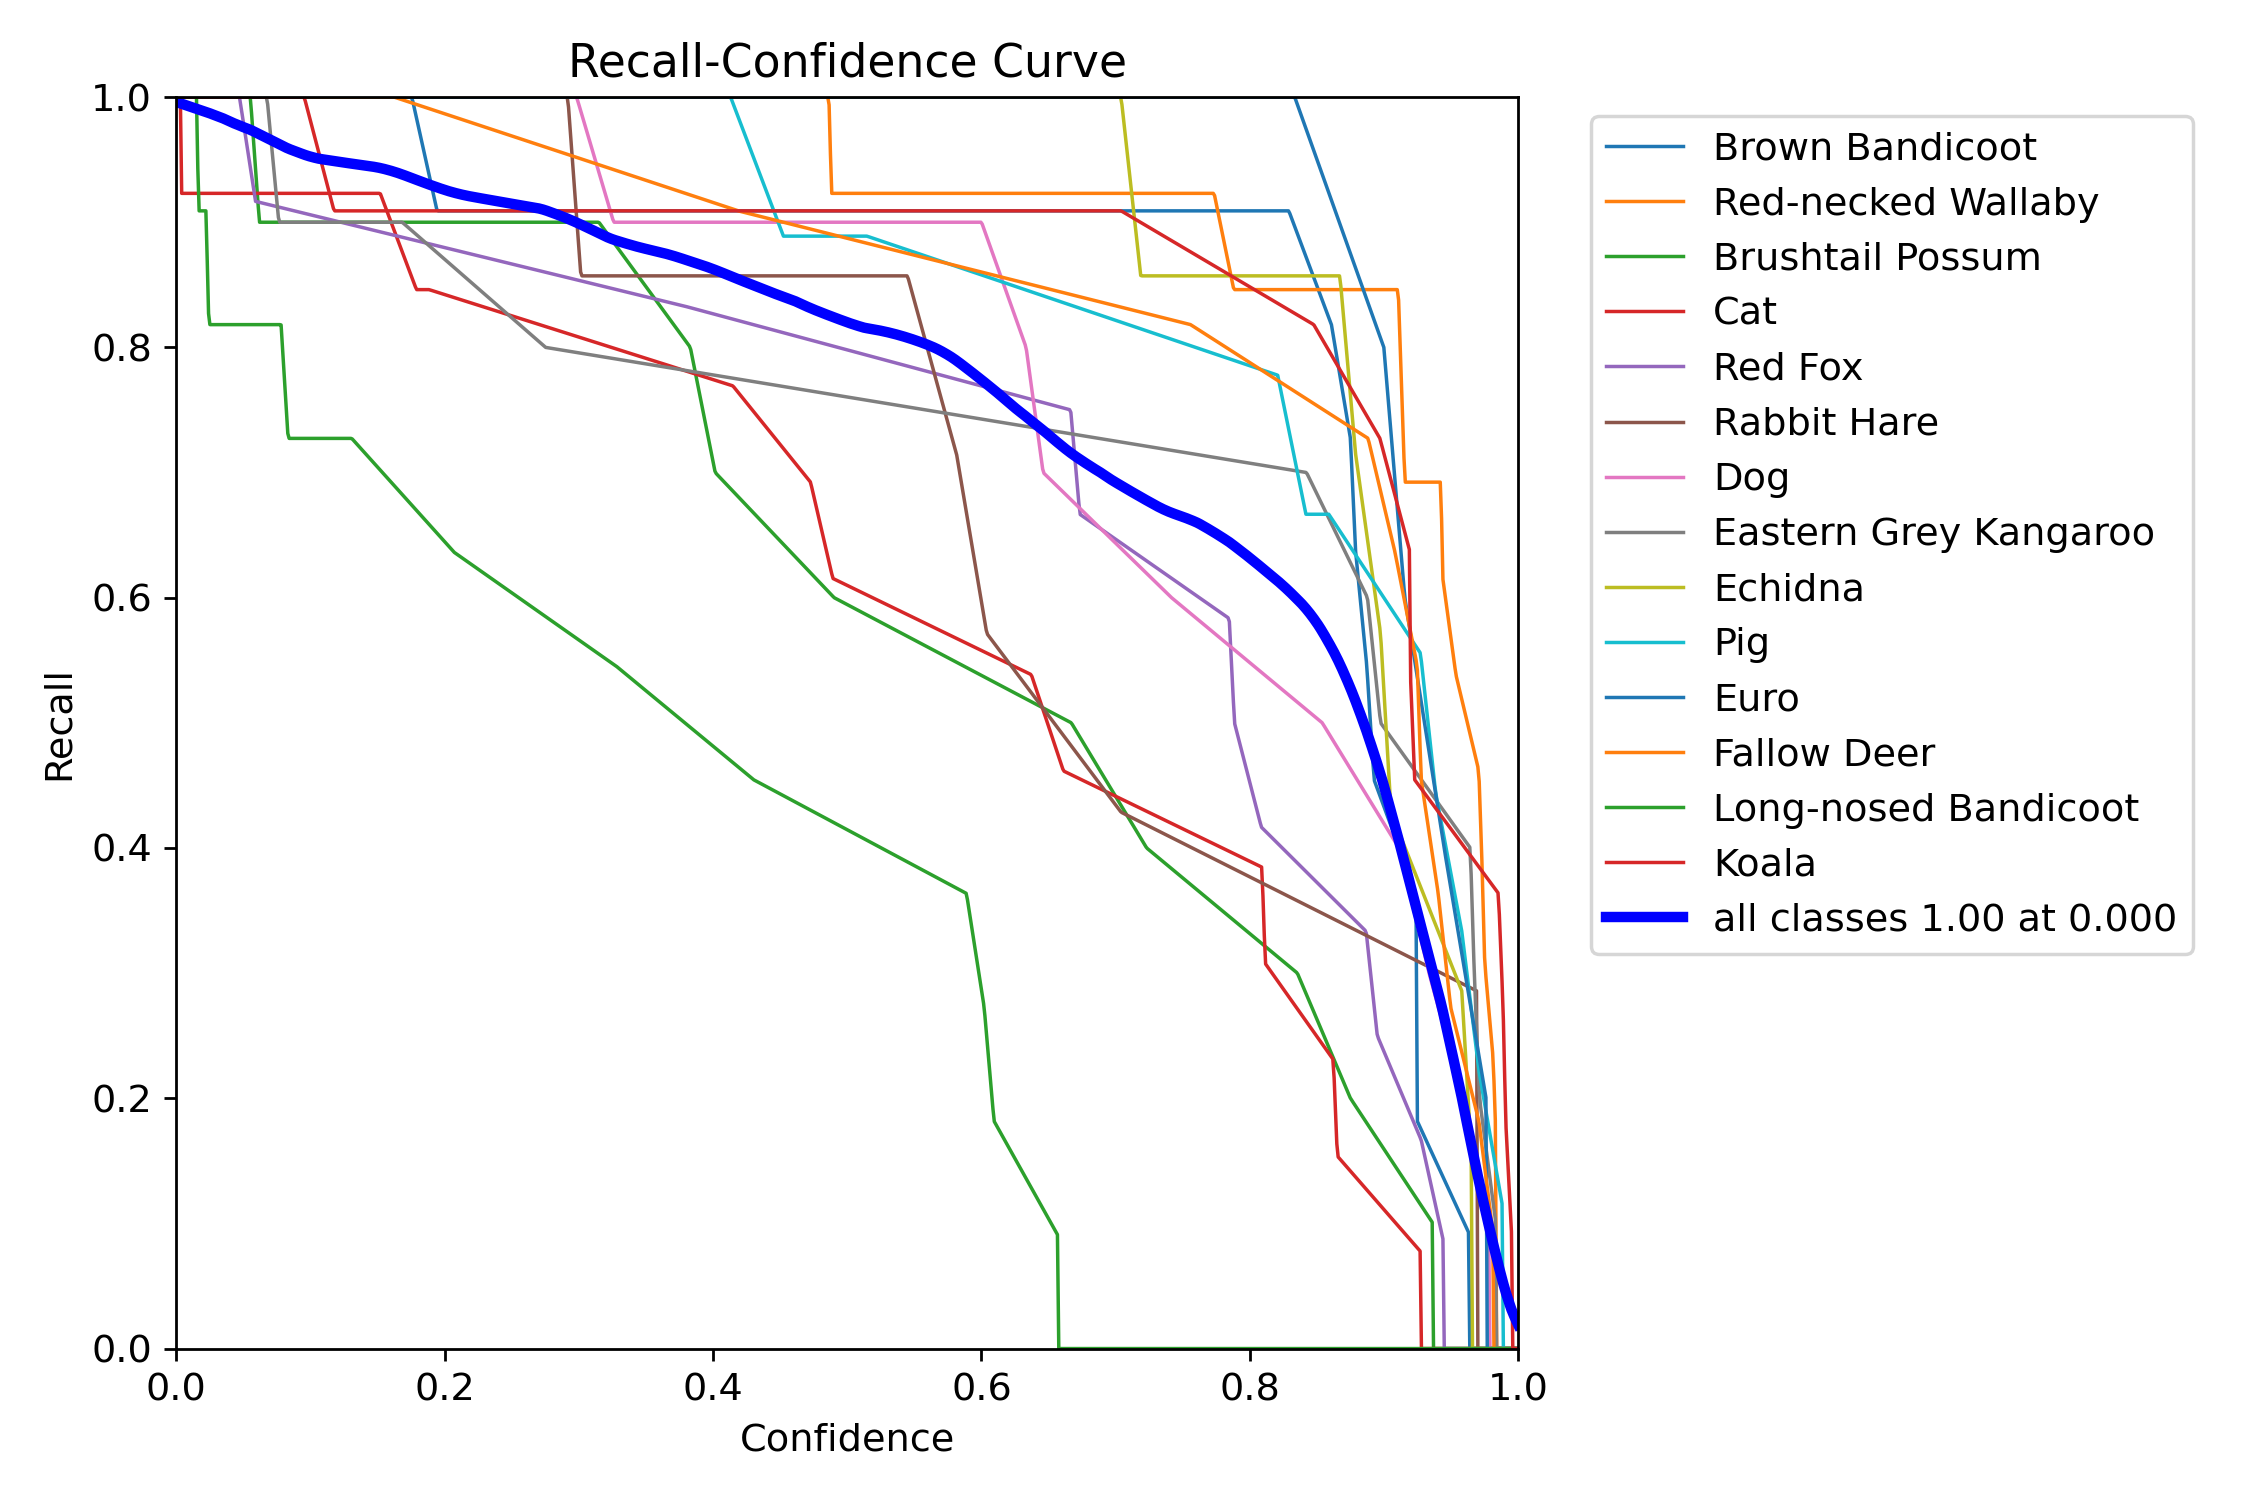 Recall-Confidence Curve
1.0
0.8
0.6
0.4
0.2
0.0
Recall
0.0 0.2 0.4 0.6 0.8 1.0
Confidence
Brown Bandicoot
Red-necked Wallaby
Brushtail Possum
Cat
Red Fox
Rabbit Hare
Dog
Eastern Grey Kangaroo
Echidna
Pig
Euro
Fallow Deer
Long-nosed Bandicoot
Koala
all classes 1.00 at 0.000